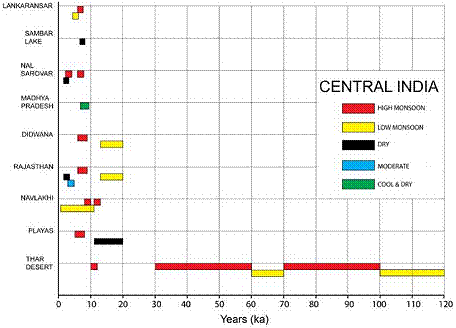 LANKARANSAR
SAMBAR
LAKE
NAL
SAROVAR
MADHYA
PRADESH
DIDWANA
RAJASTHAN
NAVLAKHI
PLAYAS
THAR
DESERT
CENTRAL INDIA
HIGH MONSOON
LOW MONSOON
DRY
MODERATE
COOL & DRY
0 10 20 30 40 50 60 70 80 90 100 110 120
Years (ka)